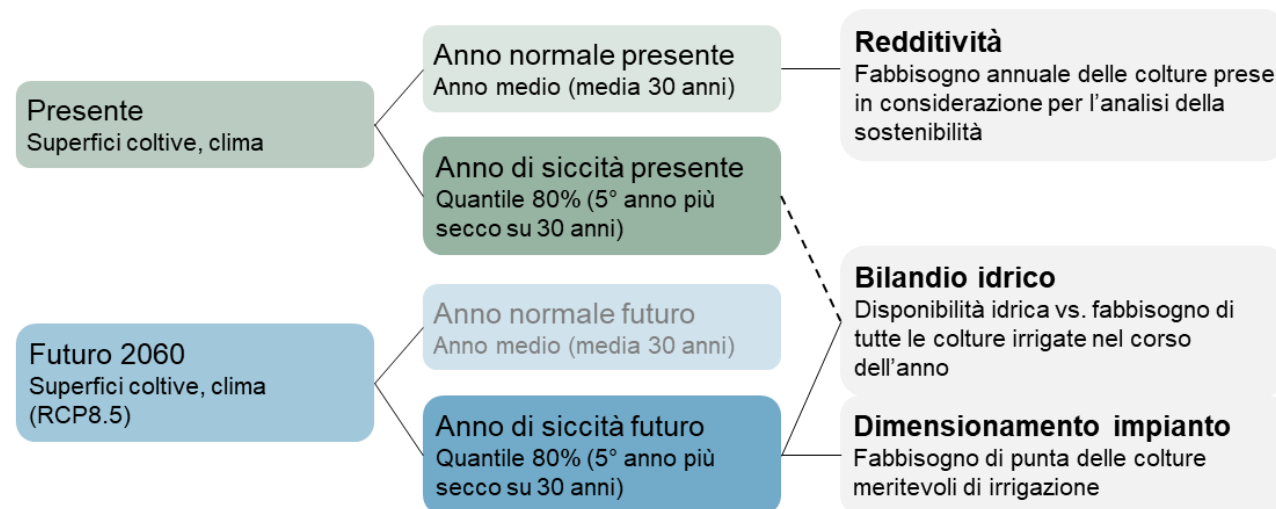 Presente
Superfici coltive, clima
Futuro 2060
Superfici coltive, clima
(RCP8.5)
Anno normale presente
Anno medio (media 30 anni)
Anno di siccità presente
Quantile 80% (5° anno più
secco su 30 anni)
Anno normale futuro
Anno medio (media 30 anni)
Anno di siccità futuro
Quantile 80% (5° anno più
secco su 30 anni)
Redditività
Fabbisogno annuale delle colture prese
in considerazione per l’analisi della
sostenibilità
Bilandio idrico
Disponibilità idrica vs. fabbisogno di
tutte le colture irrigate nel corso
dell’anno
Dimensionamento impianto
Fabbisogno di punta delle colture
meritevoli di irrigazione